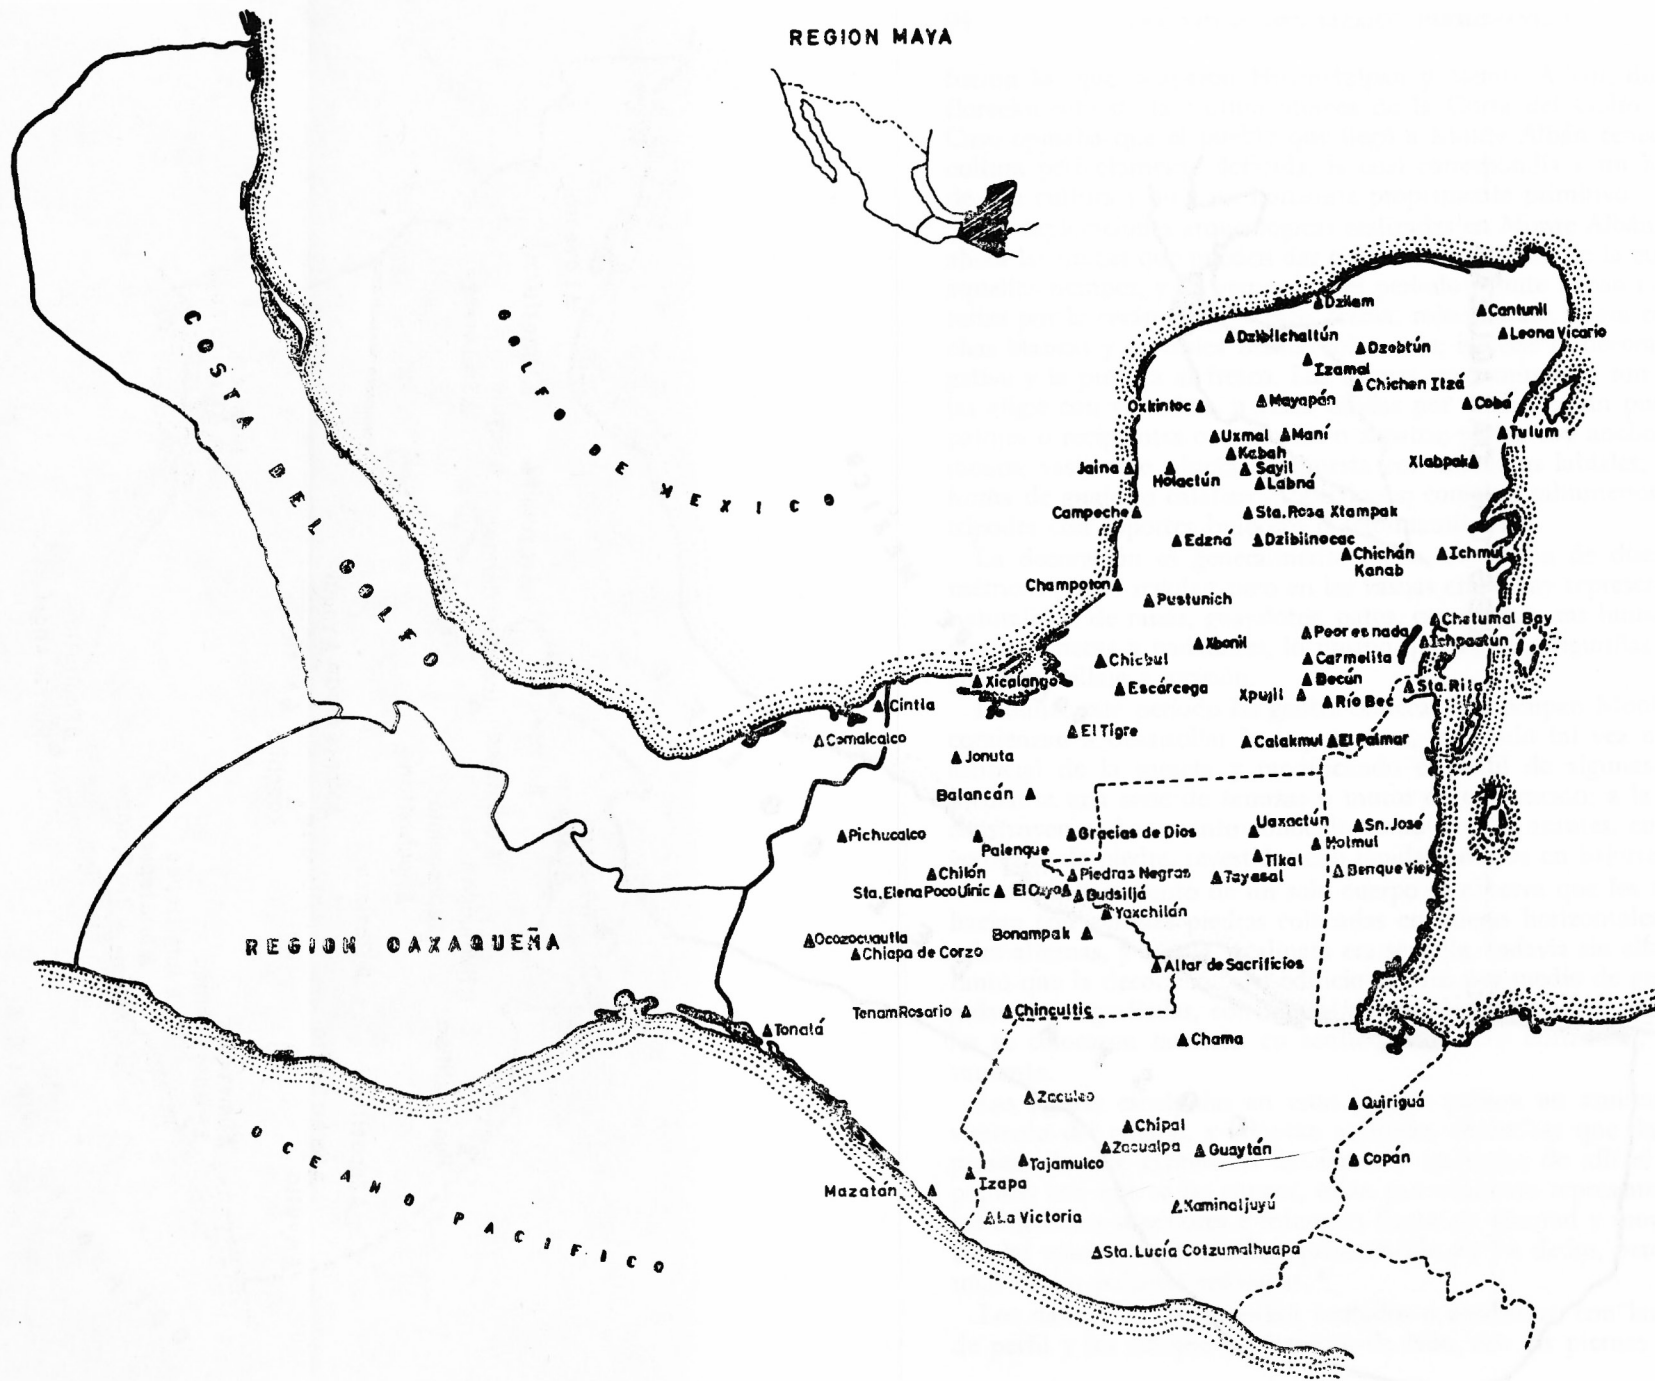 REGION MAYA
COSTA DEL GOLFO
GOLFO DE MEXICO
Dzilam
Cantunil
Leona Vicario
Dzibilchaltún
Dzebtún
Izamal
Chichen Itzá
Oxkintoc
Mayapán
Cobá
Uxmal
Maní
Tulúm
Kabah
Xlabpak
Jaina
Holactún
Sayil
Labná
Campeche
Sta. Rosa Xtampak
Edzná
Dzibilnocac
Chichán
Kanab
Ichmul
Champoton
Pustunich
Chetumal Bay
Peor es nada
Ichpaatún
Xbonil
Chicbul
Carmelita
Becún
Xicalango
Escárcega
Xpujil
Río Bec
Sta. Rita
Cintla
Comalcalco
El Tigre
Calakmul
El Palmar
Jonuta
Balancán
Pichucalco
Palenque
Gracias de Dios
Uaxactún
Sn. José
Holmul
Tikal
Chilón
Piedras Negras
Tayasal
Benque Viejo
Sta. Elena Poco Uinic
El Cayo
Budsiljá
Yaxchilán
REGION OAXAQUEÑA
Ocozocuautla
Chiapa de Corzo
Bonampak
Altar de Sacrificios
Tenam Rosario
Chincultic
Tonalá
Chama
Zaculeo
Quiriguá
Chipal
Zacualpa
Guaytán
Tajamulco
Copán
Izapa
Mazatán
Kaminaljuyú
La Victoria
Sta. Lucía Cotzumalhuapa
OCEANO PACIFICO